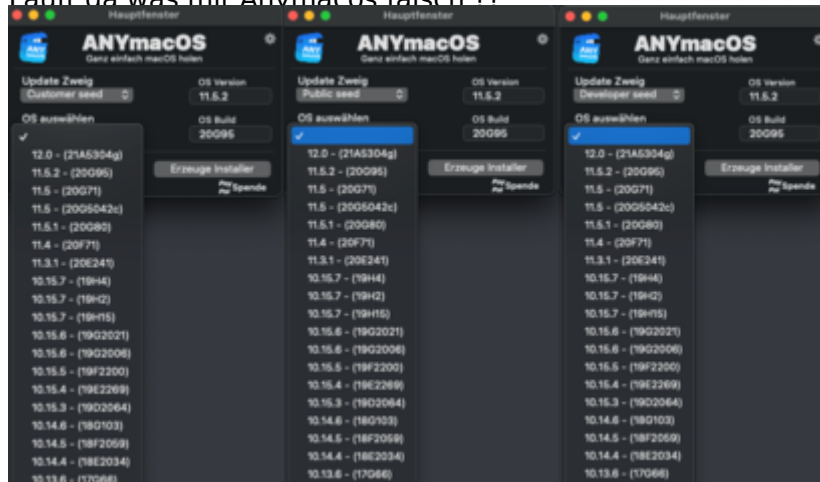 Läuft da was mit Anymacos falsch ??
Hauptfenster
ANYmacOS
Ganz einfach macOS holen
Update Zweig
OS Version
Customer seed
11.5.2
OS auswählen
OS Build
20G95
✓
Erzeuge Installer
Spende
12.0 - (21A5304g)
11.5.2 - (20G95)
11.5 - (20G71)
11.5 - (20G5042c)
11.5.1 - (20G80)
11.4 - (20F71)
11.3.1 - (20E241)
10.15.7 - (19H4)
10.15.7 - (19H2)
10.15.7 - (19H15)
10.15.6 - (19G2021)
10.15.6 - (19G2006)
10.15.5 - (19F2200)
10.15.4 - (19E2269)
10.15.3 - (19D2064)
10.14.6 - (18G103)
10.14.5 - (18F2059)
10.14.4 - (18E2034)
10.13.6 - (17G66)
Hauptfenster
ANYmacOS
Ganz einfach macOS holen
Update Zweig
OS Version
Public seed
11.5.2
OS auswählen
OS Build
20G95
✓
Erzeuge Installer
Spende
12.0 - (21A5304g)
11.5.2 - (20G95)
11.5 - (20G71)
11.5 - (20G5042c)
11.5.1 - (20G80)
11.4 - (20F71)
11.3.1 - (20E241)
10.15.7 - (19H4)
10.15.7 - (19H2)
10.15.7 - (19H15)
10.15.6 - (19G2021)
10.15.6 - (19G2006)
10.15.5 - (19F2200)
10.15.4 - (19E2269)
10.15.3 - (19D2064)
10.14.6 - (18G103)
10.14.5 - (18F2059)
10.14.4 - (18E2034)
10.13.6 - (17G66)
Hauptfenster
ANYmacOS
Ganz einfach macOS holen
Update Zweig
OS Version
Developer seed
11.5.2
OS auswählen
OS Build
20G95
✓
Erzeuge Installer
Spende
12.0 - (21A5304g)
11.5.2 - (20G95)
11.5 - (20G71)
11.5 - (20G5042c)
11.5.1 - (20G80)
11.4 - (20F71)
11.3.1 - (20E241)
10.15.7 - (19H4)
10.15.7 - (19H2)
10.15.7 - (19H15)
10.15.6 - (19G2021)
10.15.6 - (19G2006)
10.15.5 - (19F2200)
10.15.4 - (19E2269)
10.15.3 - (19D2064)
10.14.6 - (18G103)
10.14.5 - (18F2059)
10.14.4 - (18E2034)
10.13.6 - (17G66)